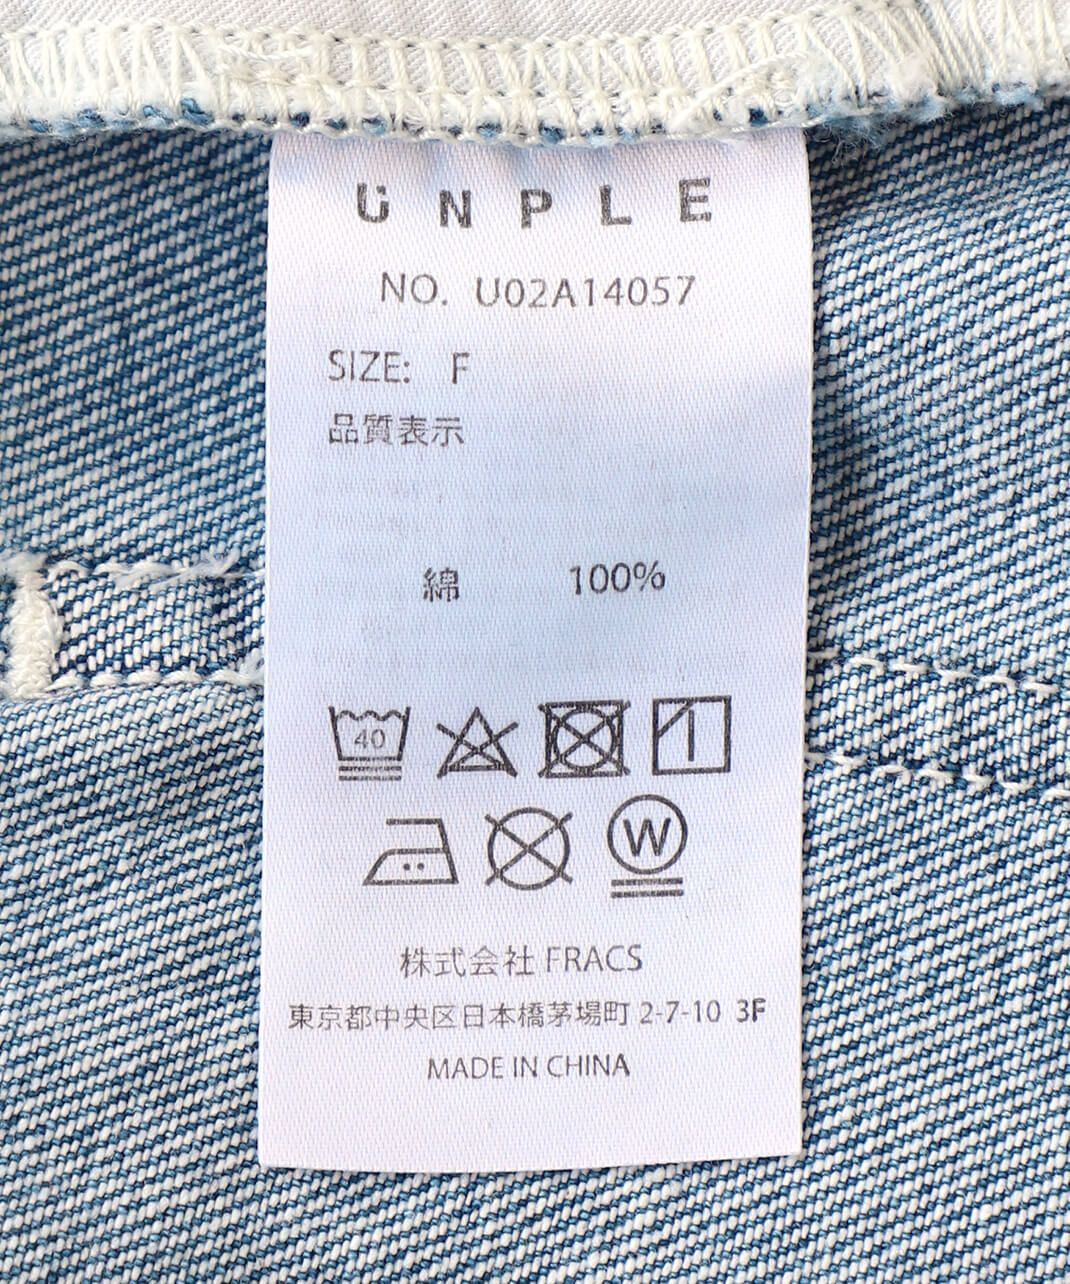 UNPLE
NO. U02A14057
SIZE: F
品質表示
綿 100%
40
W
株式会社 FRACS
東京都中央区日本橋茅場町 2-7-10 3F
MADE IN CHINA